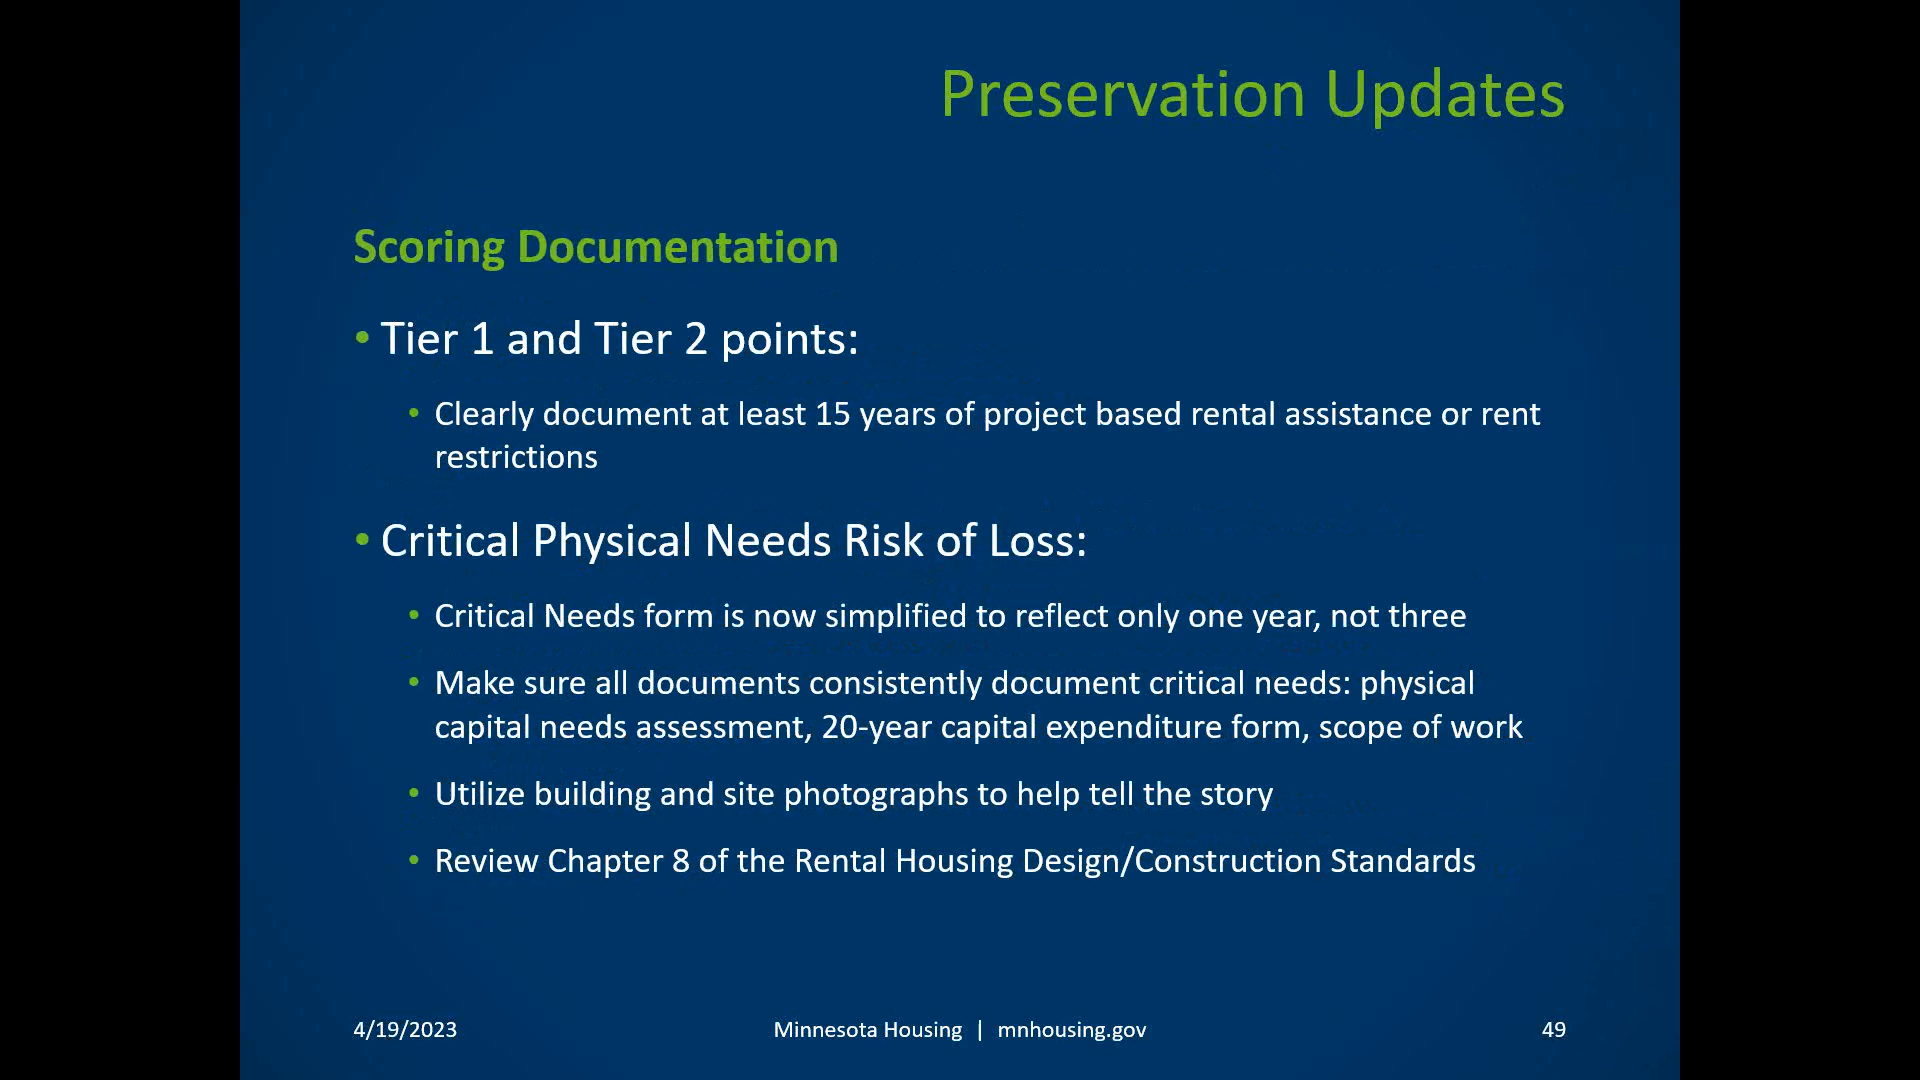 Preservation Updates
Scoring Documentation
• Tier 1 and Tier 2 points:
• Clearly document at least 15 years of project based rental assistance or rent
restrictions
• Critical Physical Needs Risk of Loss:
• Critical Needs form is now simplified to reflect only one year, not three
• Make sure all documents consistently document critical needs: physical
capital needs assessment, 20-year capital expenditure form, scope of work
• Utilize building and site photographs to help tell the story
• Review Chapter 8 of the Rental Housing Design/Construction Standards
4/19/2023 Minnesota Housing | mnhousing.gov 49